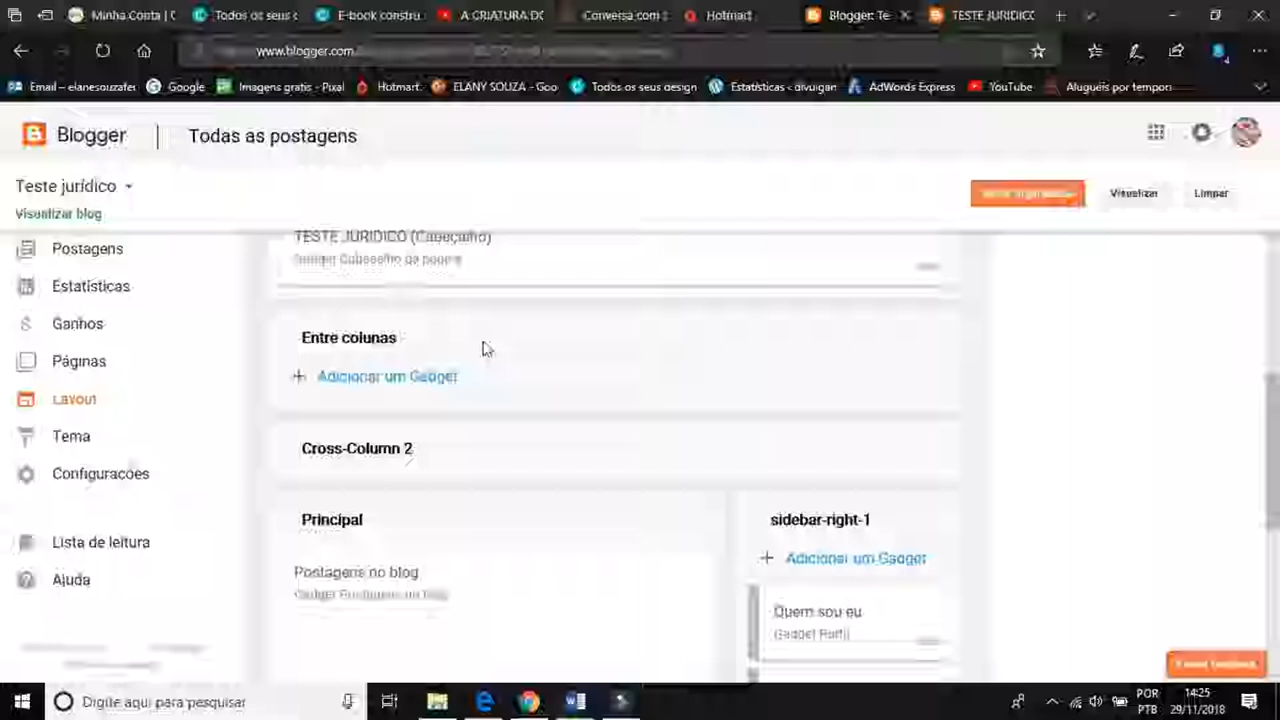 Minha Conta | C
Todos os seus c
E-book constru
A CRIATURA DC
Conversa com
Hotmart
Blogger: Te
TESTE JURIDICO
www.blogger.com
Email – elanesouzafer
Google
Imagens gratis - Pixal
Hotmart.
ELANY SOUZA - Goo
Todos os seus design
Estatísticas ‹ divulgan
AdWords Express
YouTube
Aluguéis por tempori
Blogger
Todas as postagens
Teste jurídico
Visualizar
Limpar
Visualizar blog
TESTE JURIDICO (Cabeçalho)
Postagens
Estatísticas
Ganhos
Páginas
Layout
Tema
Configurações
Lista de leitura
Ajuda
Entre colunas
Adicionar um Gadget
Cross-Column 2
Principal
Postagens no blog
sidebar-right-1
Adicionar um Gadget
Quem sou eu
Digite aqui para pesquisar
POR
PTB
14:25
29/11/2018